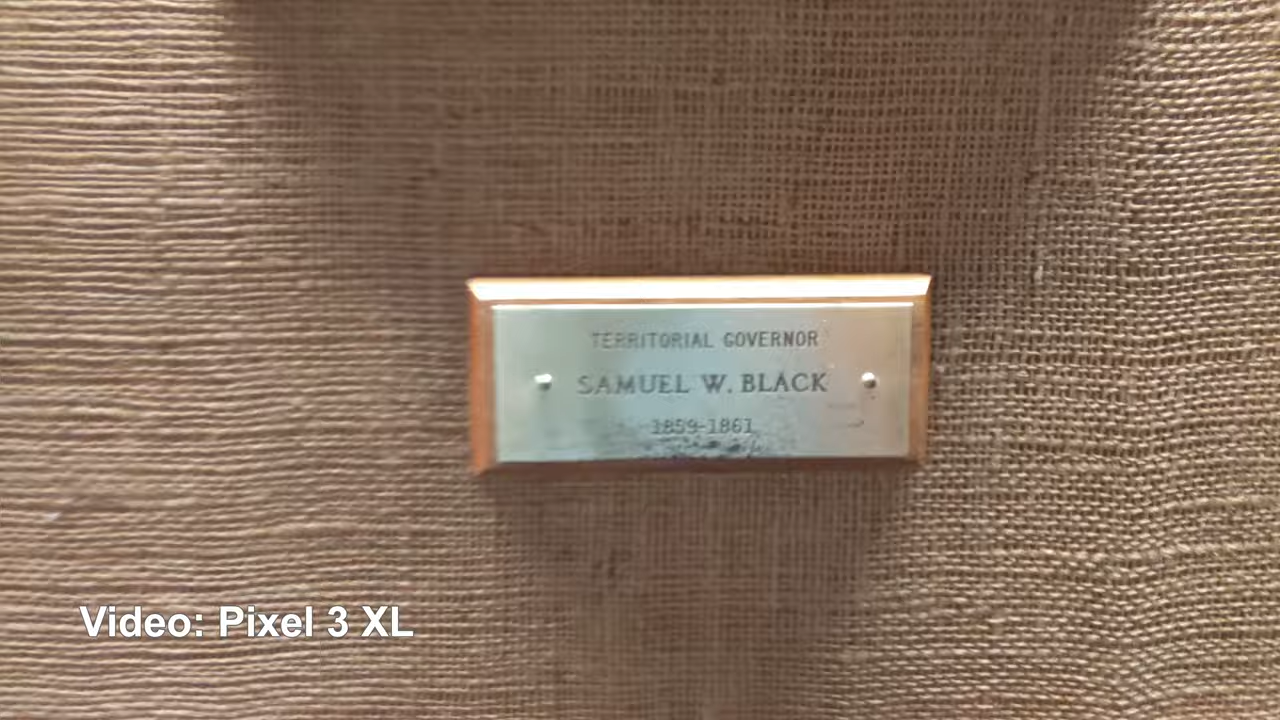 TERRITORIAL GOVERNOR
SAMUEL W. BLACK
1859-1861
Video: Pixel 3 XL